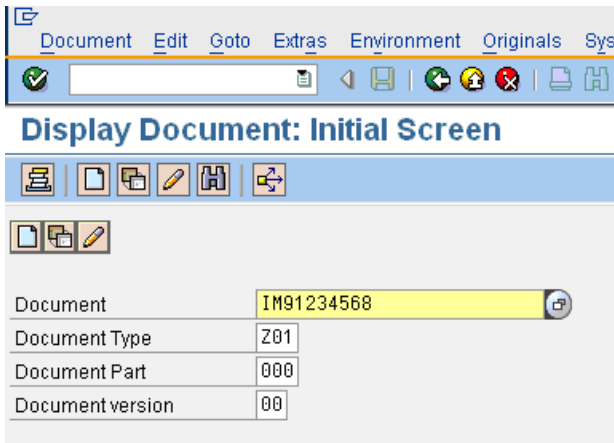 Document Edit Goto Extras Environment Originals Sys
Display Document: Initial Screen
Document IM91234568
Document Type Z01
Document Part 000
Document version 00